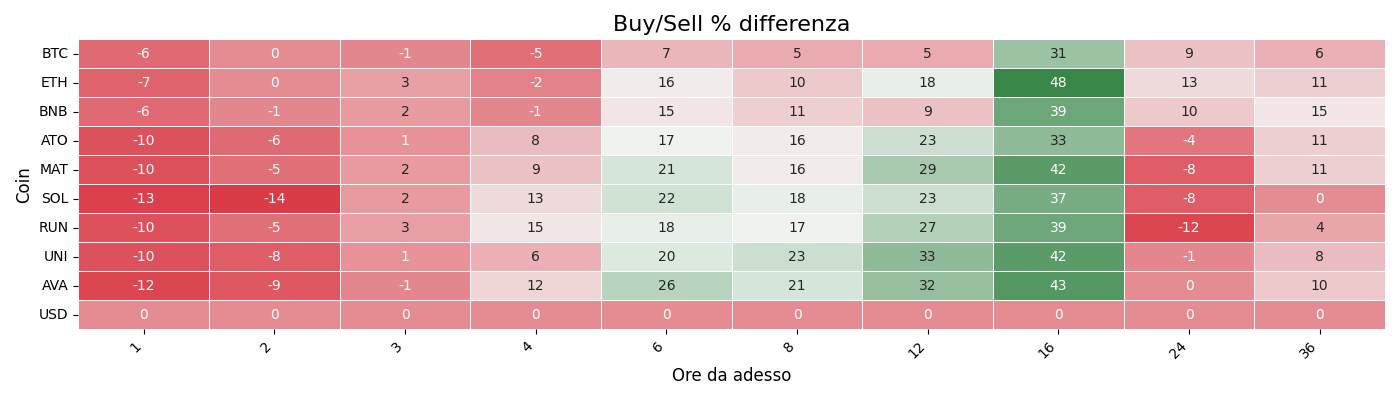 Buy/Sell % differenza
Coin
BTC -6 0 -1 -5 7 5 5 31 9 6
ETH -7 0 3 -2 16 10 18 48 13 11
BNB -6 -1 2 -1 15 11 9 39 10 15
ATO -10 -6 1 8 17 16 23 33 -4 11
MAT -10 -5 2 9 21 16 29 42 -8 11
SOL -13 -14 2 13 22 18 23 37 -8 0
RUN -10 -5 3 15 18 17 27 39 -12 4
UNI -10 -8 1 6 20 23 33 42 -1 8
AVA -12 -9 -1 12 26 21 32 43 0 10
USD 0 0 0 0 0 0 0 0 0 0
1 2 3 4 6 8 12 16 24 36
Ore da adesso